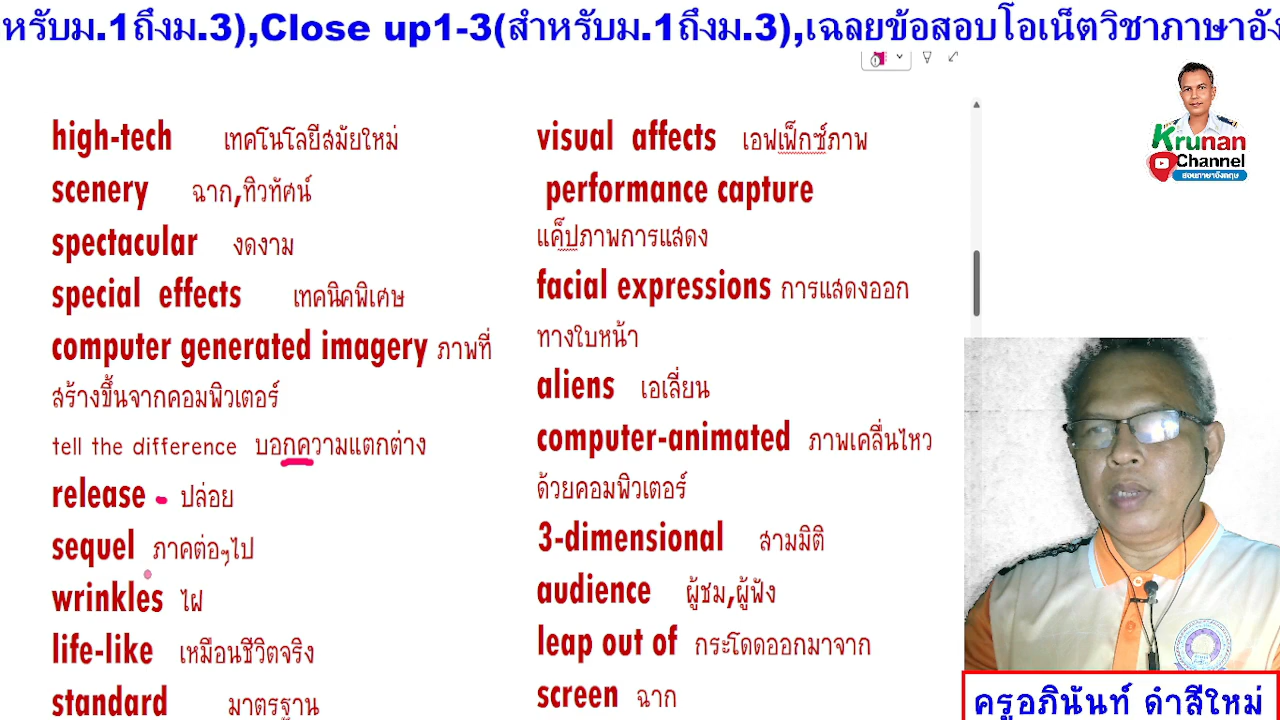 หรับม.1ถึงม.3),Close up1-3(สำหรับม.1ถึงม.3),เฉลยข้อสอบโอเน็ตวิชาภาษาอัง
Krunan
Channel
สอนภาษาอังกฤษ
high-tech เทคโนโลยีสมัยใหม่
scenery ฉาก,ทิวทัศน์
spectacular งดงาม
special effects เทคนิคพิเศษ
computer generated imagery ภาพที่
สร้างขึ้นจากคอมพิวเตอร์
tell the difference บอกความแตกต่าง
release ปล่อย
sequel ภาคต่อๆไป
wrinkles ไฝ
life-like เหมือนชีวิตจริง
standard มาตรฐาน
visual affects เอฟเฟ็กซ์ภาพ
performance capture
แค็ปภาพการแสดง
facial expressions การแสดงออก
ทางใบหน้า
aliens เอเลี่ยน
computer-animated ภาพเคลื่นไหว
ด้วยคอมพิวเตอร์
3-dimensional สามมิติ
audience ผู้ชม,ผู้ฟัง
leap out of กระโดดออกมาจาก
screen ฉาก
ครูอภินันท์ ดำสีใหม่